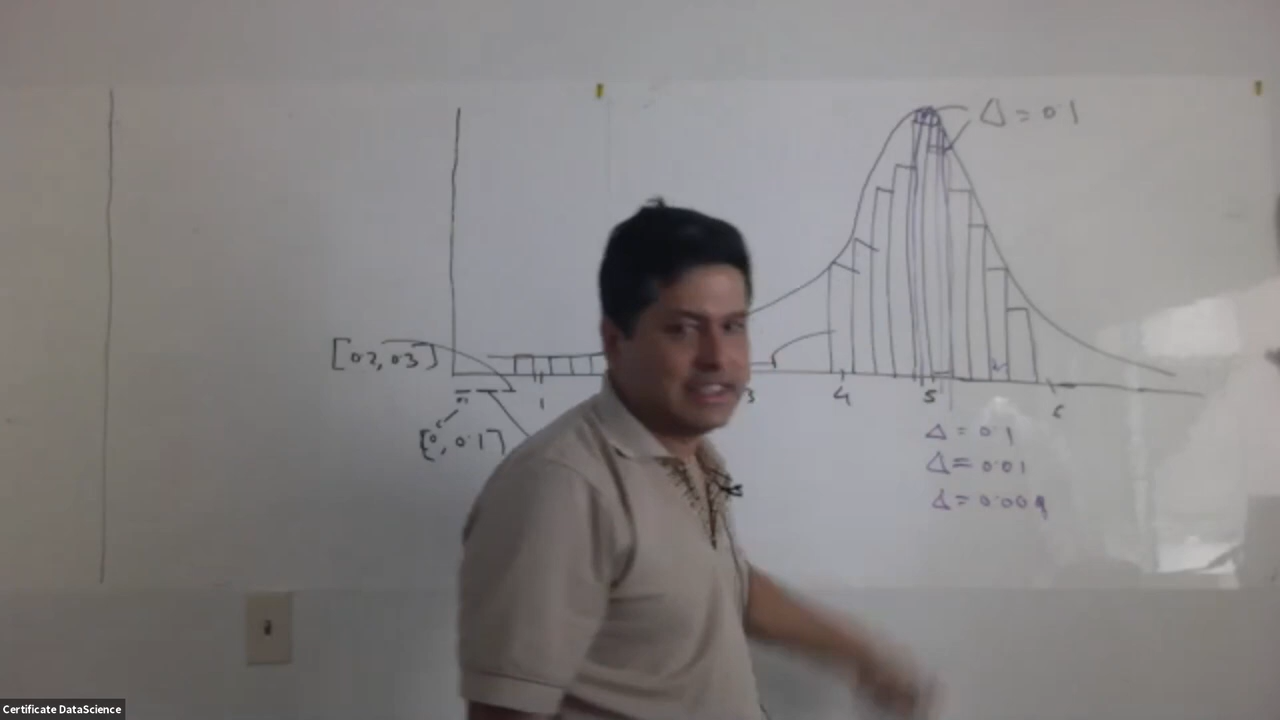 Δ = 0.1
[0.2, 0.3]
1
3
4
5
6
[0, 0.1]
Δ = 0.1
Δ = 0.01
Δ = 0.00
Certificate DataScience